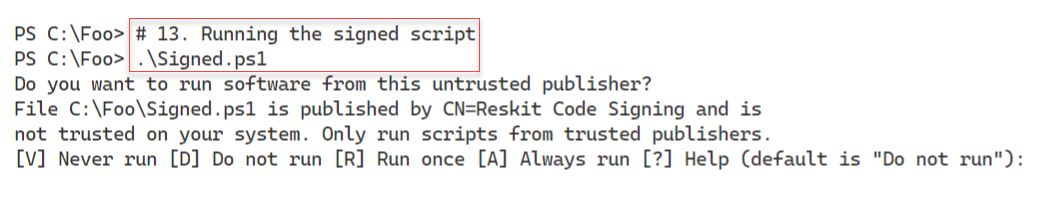 PS C:\Foo> # 13. Running the signed script
PS C:\Foo> .\Signed.ps1
Do you want to run software from this untrusted publisher?
File C:\Foo\Signed.ps1 is published by CN=Reskit Code Signing and is
not trusted on your system. Only run scripts from trusted publishers.
[V] Never run [D] Do not run [R] Run once [A] Always run [?] Help (default is "Do not run"):